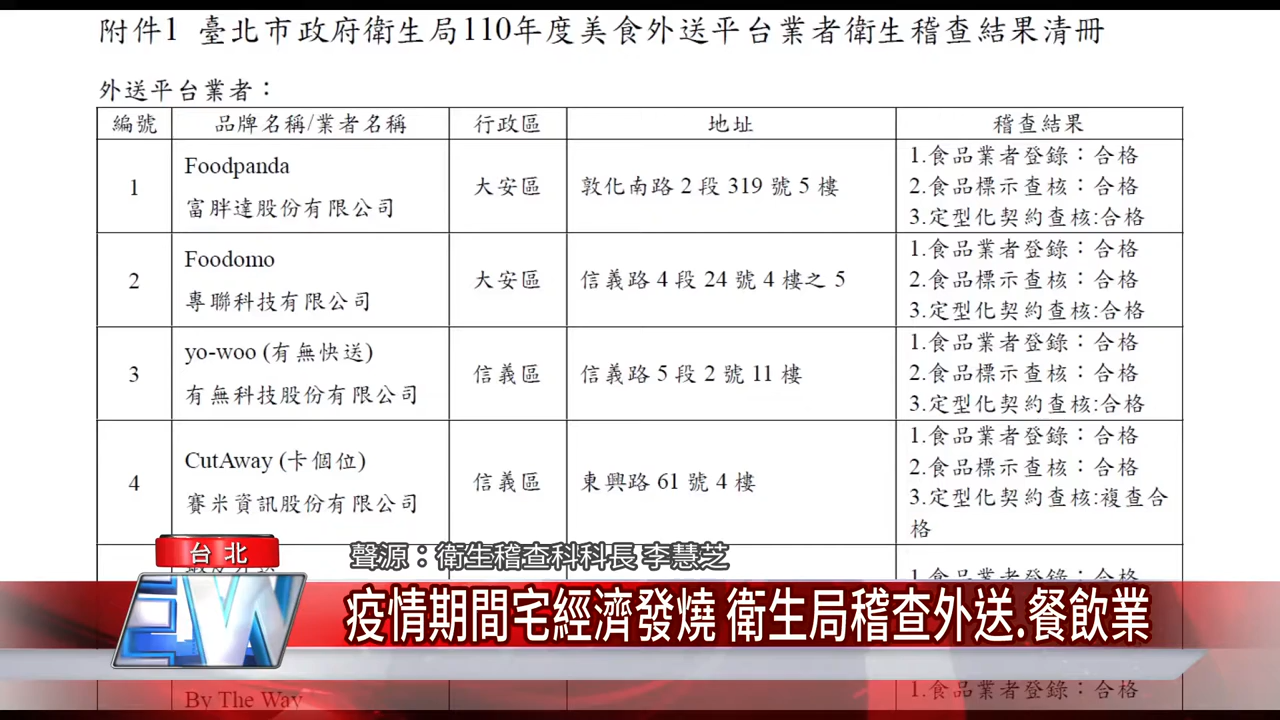 附件1 臺北市政府衛生局110年度美食外送平台業者衛生稽查結果清冊
外送平台業者：
編號 品牌名稱/業者名稱 行政區 地址 稽查結果
1
Foodpanda
富胖達股份有限公司
大安區
敦化南路 2 段 319 號 5 樓
1.食品業者登錄：合格
2.食品標示查核：合格
3.定型化契約查核:合格
2
Foodomo
專聯科技有限公司
大安區
信義路 4 段 24 號 4 樓之 5
1.食品業者登錄：合格
2.食品標示查核：合格
3.定型化契約查核:合格
3
yo-woo (有無快送)
有無科技股份有限公司
信義區
信義路 5 段 2 號 11 樓
1.食品業者登錄：合格
2.食品標示查核：合格
3.定型化契約查核:合格
4
CutAway (卡個位)
賽米資訊股份有限公司
信義區
東興路 61 號 4 樓
1.食品業者登錄：合格
2.食品標示查核：合格
3.定型化契約查核:複查合
格
1.食品業者登錄：合格
台北
聲源：衛生稽查科科長 李慧芝
疫情期間宅經濟發燒 衛生局稽查外送.餐飲業
By The Way
1.食品業者登錄：合格